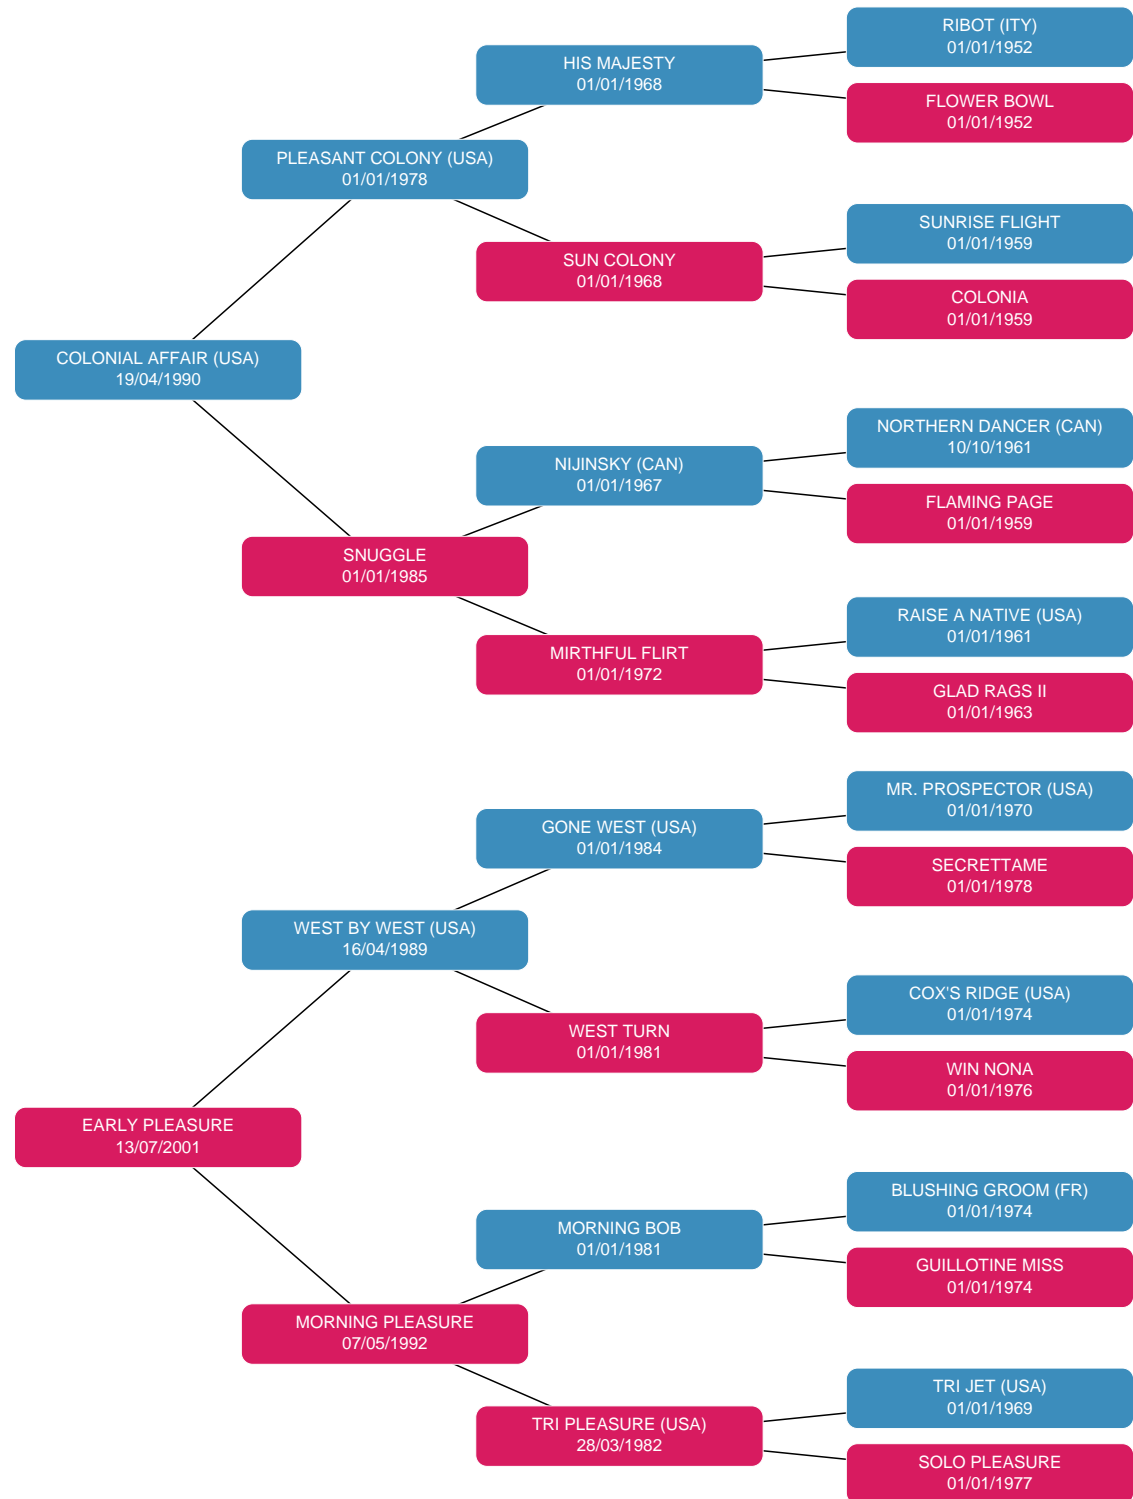 RIBOT (ITY)
01/01/1952
HIS MAJESTY
01/01/1968
FLOWER BOWL
01/01/1952
PLEASANT COLONY (USA)
01/01/1978
SUNRISE FLIGHT
01/01/1959
SUN COLONY
01/01/1968
COLONIA
01/01/1959
COLONIAL AFFAIR (USA)
19/04/1990
NORTHERN DANCER (CAN)
10/10/1961
NIJINSKY (CAN)
01/01/1967
FLAMING PAGE
01/01/1959
SNUGGLE
01/01/1985
RAISE A NATIVE (USA)
01/01/1961
MIRTHFUL FLIRT
01/01/1972
GLAD RAGS II
01/01/1963
MR. PROSPECTOR (USA)
01/01/1970
GONE WEST (USA)
01/01/1984
SECRETTAME
01/01/1978
WEST BY WEST (USA)
16/04/1989
COX'S RIDGE (USA)
01/01/1974
WEST TURN
01/01/1981
WIN NONA
01/01/1976
EARLY PLEASURE
13/07/2001
BLUSHING GROOM (FR)
01/01/1974
MORNING BOB
01/01/1981
GUILLOTINE MISS
01/01/1974
MORNING PLEASURE
07/05/1992
TRI JET (USA)
01/01/1969
TRI PLEASURE (USA)
28/03/1982
SOLO PLEASURE
01/01/1977